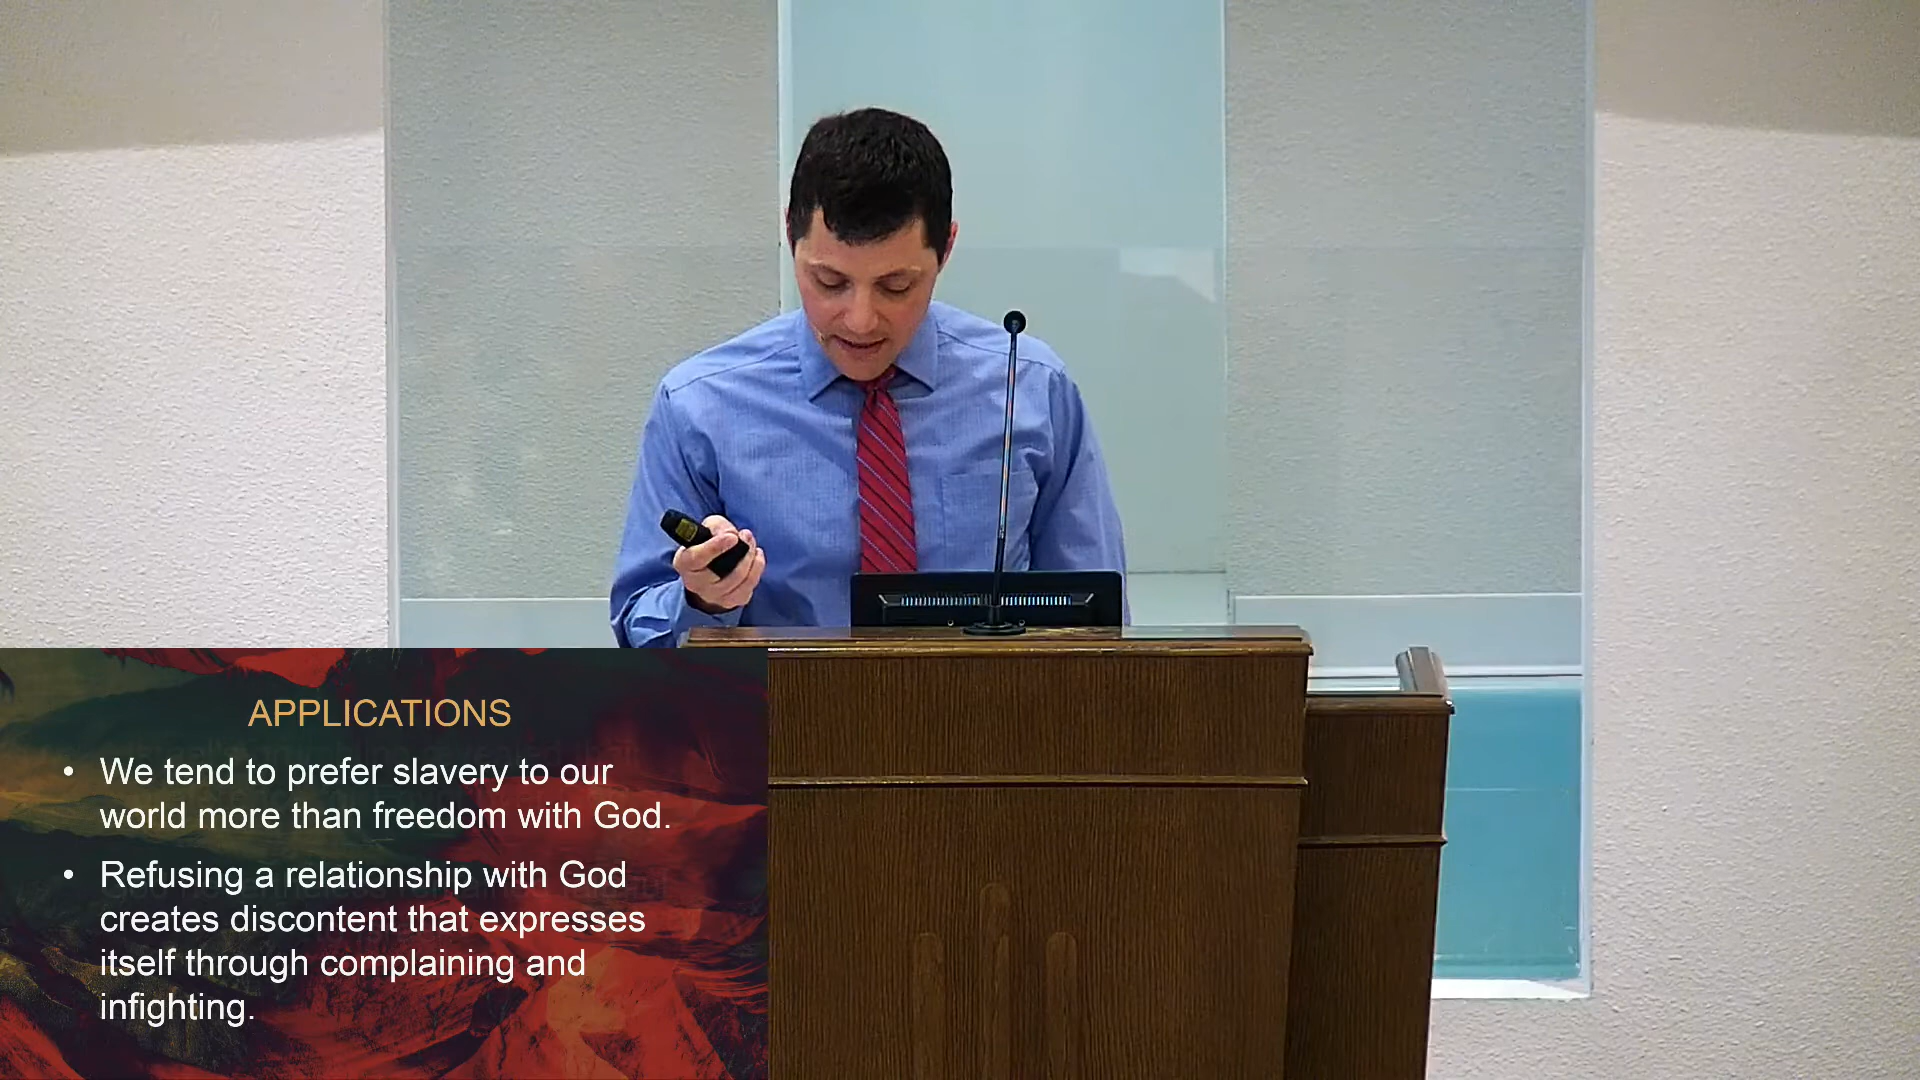 APPLICATIONS
• We tend to prefer slavery to our
world more than freedom with God.
• Refusing a relationship with God
creates discontent that expresses
itself through complaining and
infighting.